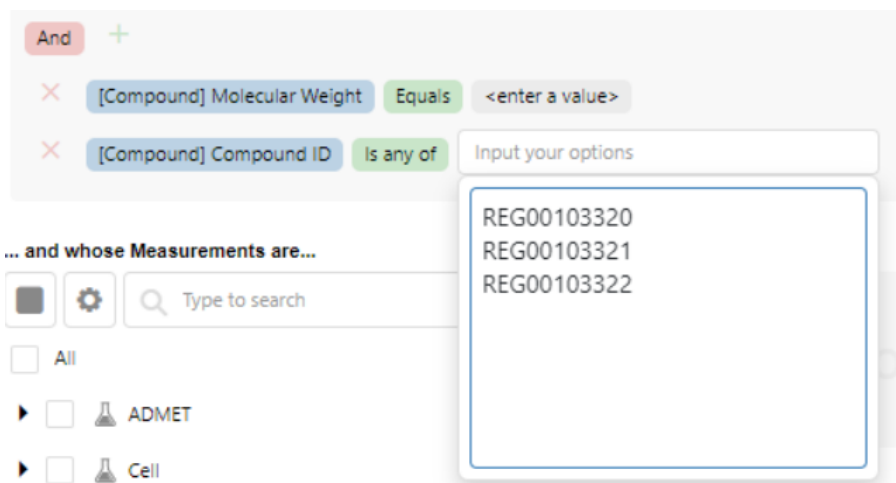 And
[Compound] Molecular Weight Equals <enter a value>
[Compound] Compound ID Is any of Input your options
REG00103320
REG00103321
REG00103322
... and whose Measurements are...
Type to search
All
ADMET
Cell